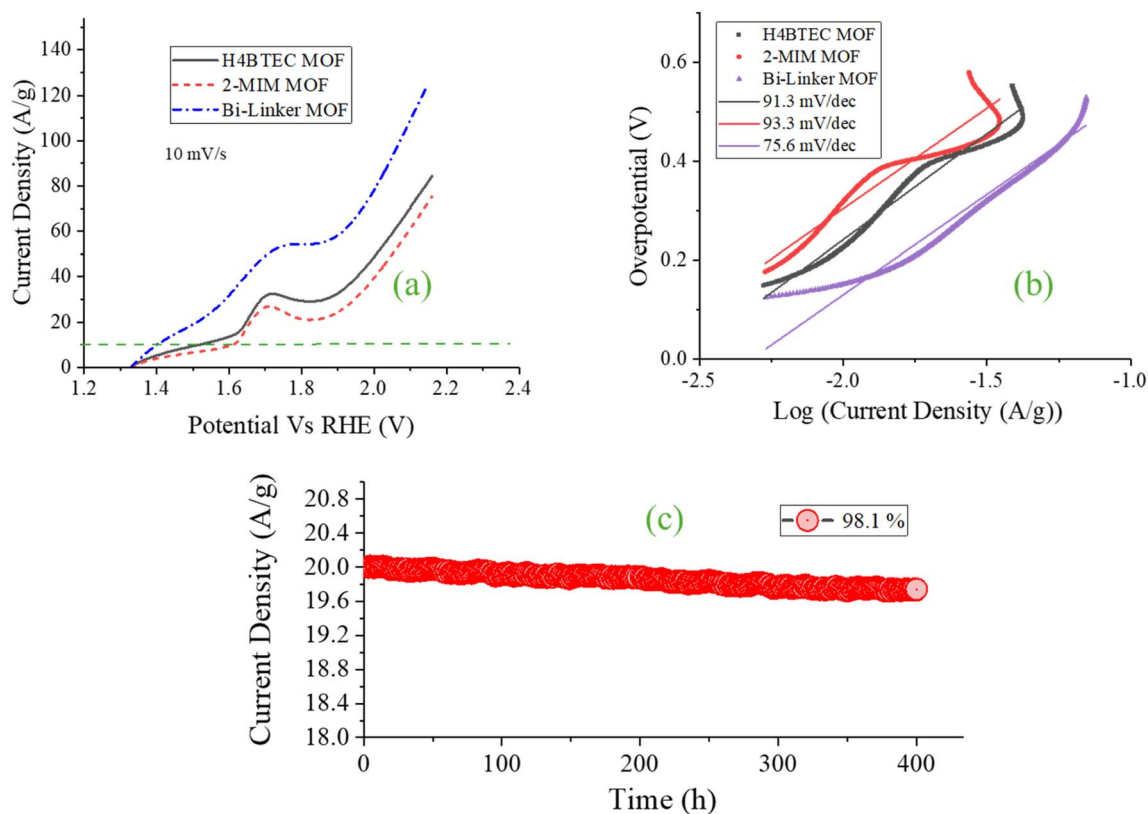 140
120
100
80
60
40
20
0
1.2 1.4 1.6 1.8 2.0 2.2 2.4
Current Density (A/g)
Potential Vs RHE (V)
H4BTEC MOF
2-MIM MOF
Bi-Linker MOF
10 mV/s
(a)
H4BTEC MOF
2-MIM MOF
Bi-Linker MOF
91.3 mV/dec
93.3 mV/dec
75.6 mV/dec
0.6
0.4
0.2
0.0
-2.5 -2.0 -1.5 -1.0
Overpotential (V)
Log (Current Density (A/g))
(b)
20.8
20.4
20.0
19.6
19.2
18.8
18.4
18.0
0 100 200 300 400
Current Density (A/g)
Time (h)
(c)
98.1 %